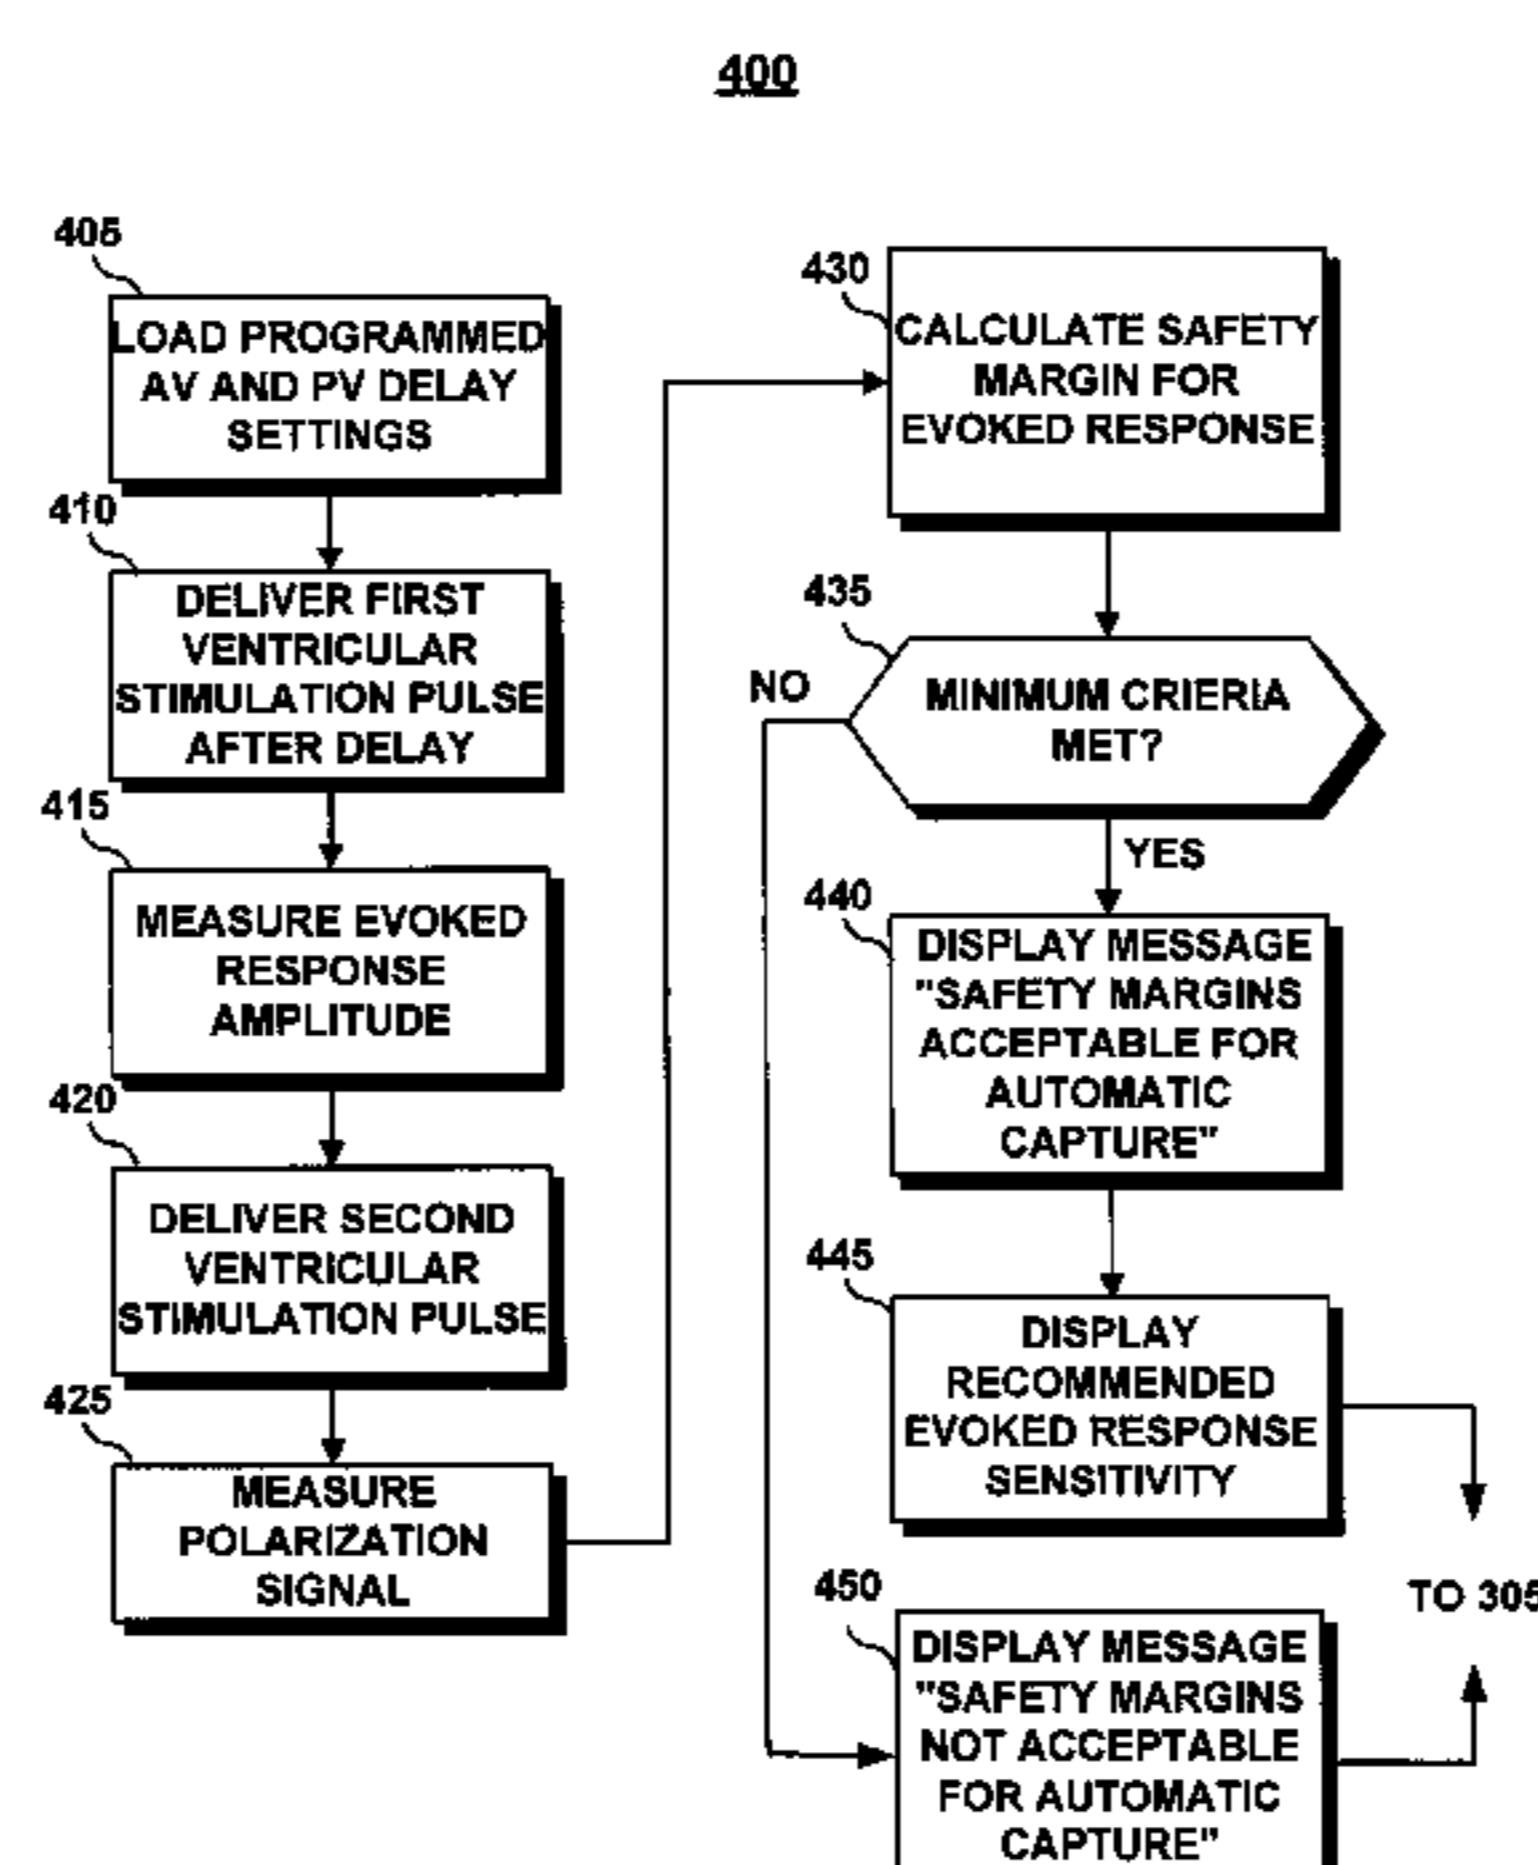 400
405
LOAD PROGRAMMED
AV AND PV DELAY
SETTINGS
410
DELIVER FIRST
VENTRICULAR
STIMULATION PULSE
AFTER DELAY
415
MEASURE EVOKED
RESPONSE
AMPLITUDE
420
DELIVER SECOND
VENTRICULAR
STIMULATION PULSE
425
MEASURE
POLARIZATION
SIGNAL
430
CALCULATE SAFETY
MARGIN FOR
EVOKED RESPONSE
435
NO
MINIMUM CRIERIA
MET?
YES
440
DISPLAY MESSAGE
"SAFETY MARGINS
ACCEPTABLE FOR
AUTOMATIC
CAPTURE"
445
DISPLAY
RECOMMENDED
EVOKED RESPONSE
SENSITIVITY
TO 305
450
DISPLAY MESSAGE
"SAFETY MARGINS
NOT ACCEPTABLE
FOR AUTOMATIC
CAPTURE"